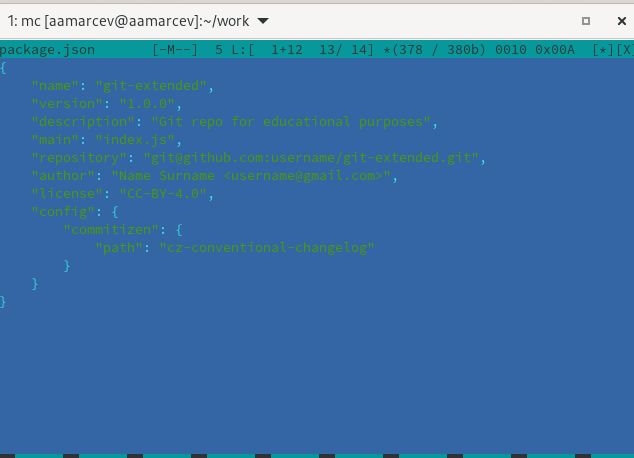 1: mc [aamarcev@aamarcev]:~/work
package.json [-M--] 5 L:[ 1+12 13/ 14] *(378 / 380b) 0010 0x00A [*][X]
{
    "name": "git-extended",
    "version": "1.0.0",
    "description": "Git repo for educational purposes",
    "main": "index.js",
    "repository": "git@github.com:username/git-extended.git",
    "author": "Name Surname <username@gmail.com>",
    "license": "CC-BY-4.0",
    "config": {
        "commitizen": {
            "path": "cz-conventional-changelog"
        }
    }
}